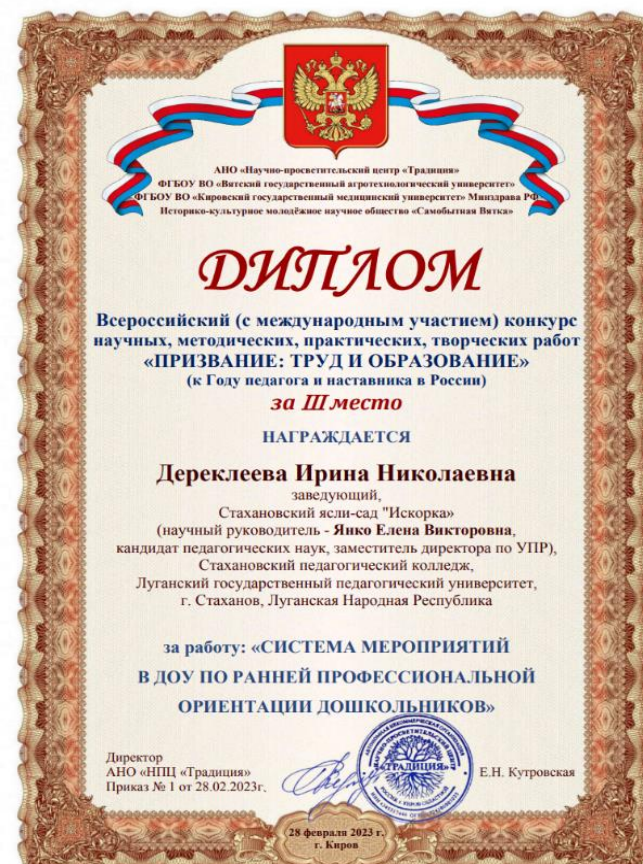 АНО «Научно-просветительский центр «Традиция»
ФГБОУ ВО «Вятский государственный агротехнологический университет»
ФГБОУ ВО «Кировский государственный медицинский университет» Минздрава РФ
Историко-культурное молодёжное научное общество «Самобытная Вятка»
ДИПЛОМ
Всероссийский (с международным участием) конкурс
научных, методических, практических, творческих работ
«ПРИЗВАНИЕ: ТРУД И ОБРАЗОВАНИЕ»
(к Году педагога и наставника в России)
за III место
НАГРАЖДАЕТСЯ
Дереклеева Ирина Николаевна
заведующий,
Стахановский ясли-сад "Искорка»
(научный руководитель - Янко Елена Викторовна,
кандидат педагогических наук, заместитель директора по УПР),
Стахановский педагогический колледж,
Луганский государственный педагогический университет,
г. Стаханов, Луганская Народная Республика
за работу: «СИСТЕМА МЕРОПРИЯТИЙ
В ДОУ ПО РАННЕЙ ПРОФЕССИОНАЛЬНОЙ
ОРИЕНТАЦИИ ДОШКОЛЬНИКОВ»
Директор
АНО «НПЦ «Традиция»
Приказ № 1 от 28.02.2023г.
«ТРАДИЦИЯ»
Е.Н. Кутровская
28 февраля 2023 г.
г. Киров